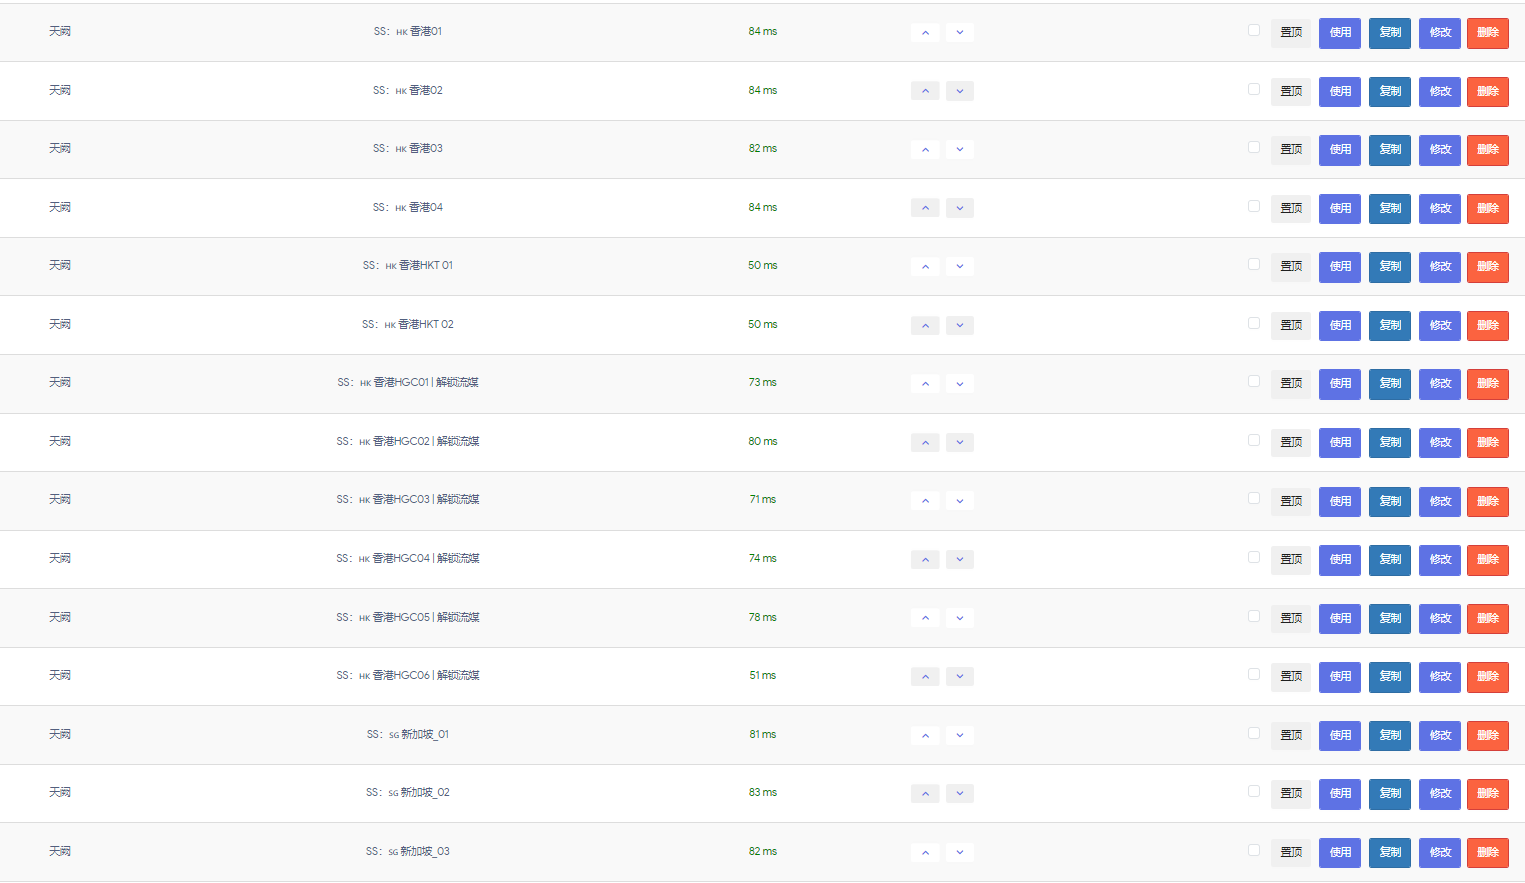 天阙 SS： HK 香港01 84 ms 置顶 使用 复制 修改 删除
天阙 SS： HK 香港02 84 ms 置顶 使用 复制 修改 删除
天阙 SS： HK 香港03 82 ms 置顶 使用 复制 修改 删除
天阙 SS： HK 香港04 84 ms 置顶 使用 复制 修改 删除
天阙 SS： HK 香港HKT 01 50 ms 置顶 使用 复制 修改 删除
天阙 SS： HK 香港HKT 02 50 ms 置顶 使用 复制 修改 删除
天阙 SS： HK 香港HGC01 | 解锁流媒 73 ms 置顶 使用 复制 修改 删除
天阙 SS： HK 香港HGC02 | 解锁流媒 80 ms 置顶 使用 复制 修改 删除
天阙 SS： HK 香港HGC03 | 解锁流媒 71 ms 置顶 使用 复制 修改 删除
天阙 SS： HK 香港HGC04 | 解锁流媒 74 ms 置顶 使用 复制 修改 删除
天阙 SS： HK 香港HGC05 | 解锁流媒 78 ms 置顶 使用 复制 修改 删除
天阙 SS： HK 香港HGC06 | 解锁流媒 51 ms 置顶 使用 复制 修改 删除
天阙 SS： SG 新加坡_01 81 ms 置顶 使用 复制 修改 删除
天阙 SS： SG 新加坡_02 83 ms 置顶 使用 复制 修改 删除
天阙 SS： SG 新加坡_03 82 ms 置顶 使用 复制 修改 删除